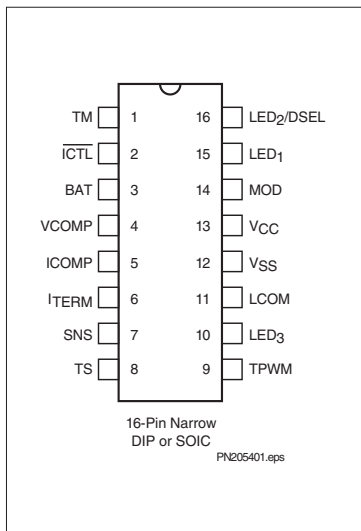 TM 1 16 LED2/DSEL
ICTL 2 15 LED1
BAT 3 14 MOD
VCOMP 4 13 VCC
ICOMP 5 12 VSS
ITERM 6 11 LCOM
SNS 7 10 LED3
TS 8 9 TPWM
16-Pin Narrow
DIP or SOIC
PN205401.eps